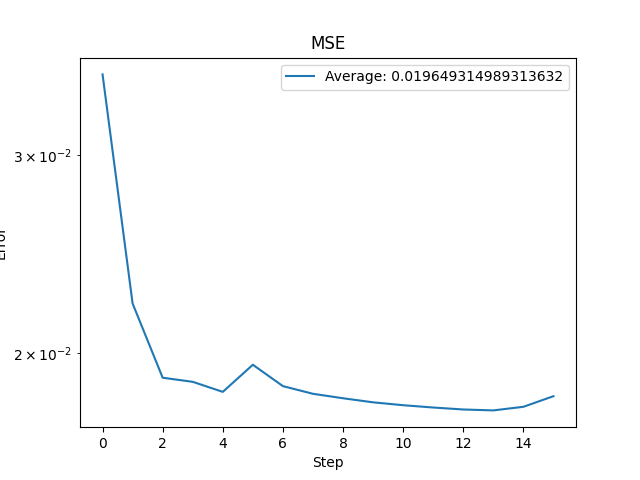 MSE
Average: 0.019649314989313632
3 × 10⁻²
2 × 10⁻²
Error
0 2 4 6 8 10 12 14
Step